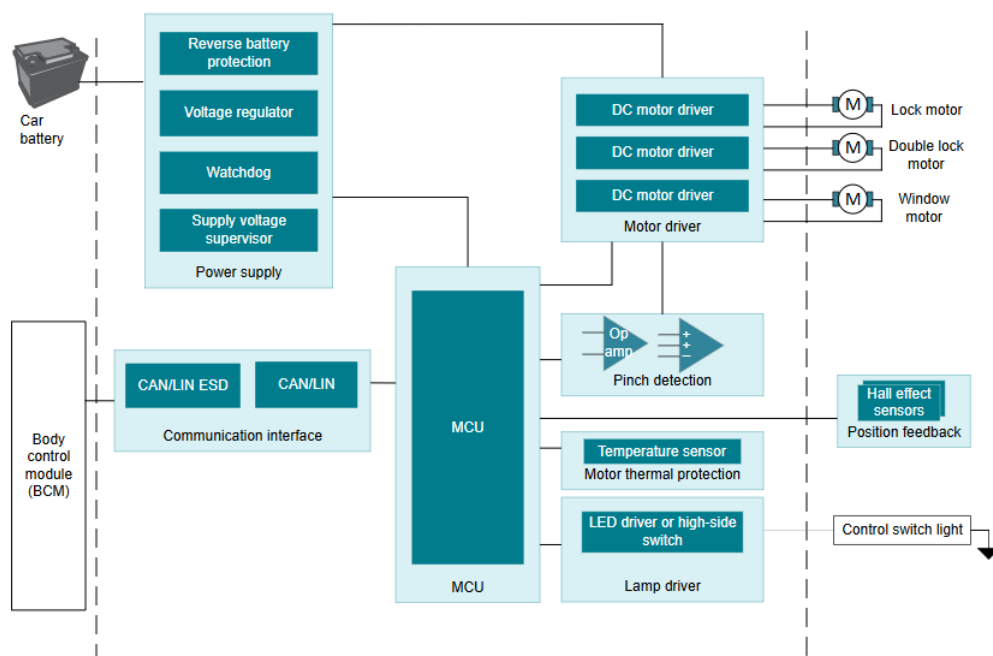 Reverse battery
protection
Voltage regulator
Watchdog
Supply voltage
supervisor
Power supply
Car
battery
DC motor driver
DC motor driver
DC motor driver
Motor driver
M
Lock motor
M
Double lock
motor
M
Window
motor
Body
control
module
(BCM)
CAN/LIN ESD
CAN/LIN
Communication interface
MCU
MCU
Op
amp
+
+
−
Pinch detection
Hall effect
sensors
Position feedback
Temperature sensor
Motor thermal protection
LED driver or high-side
switch
Lamp driver
Control switch light